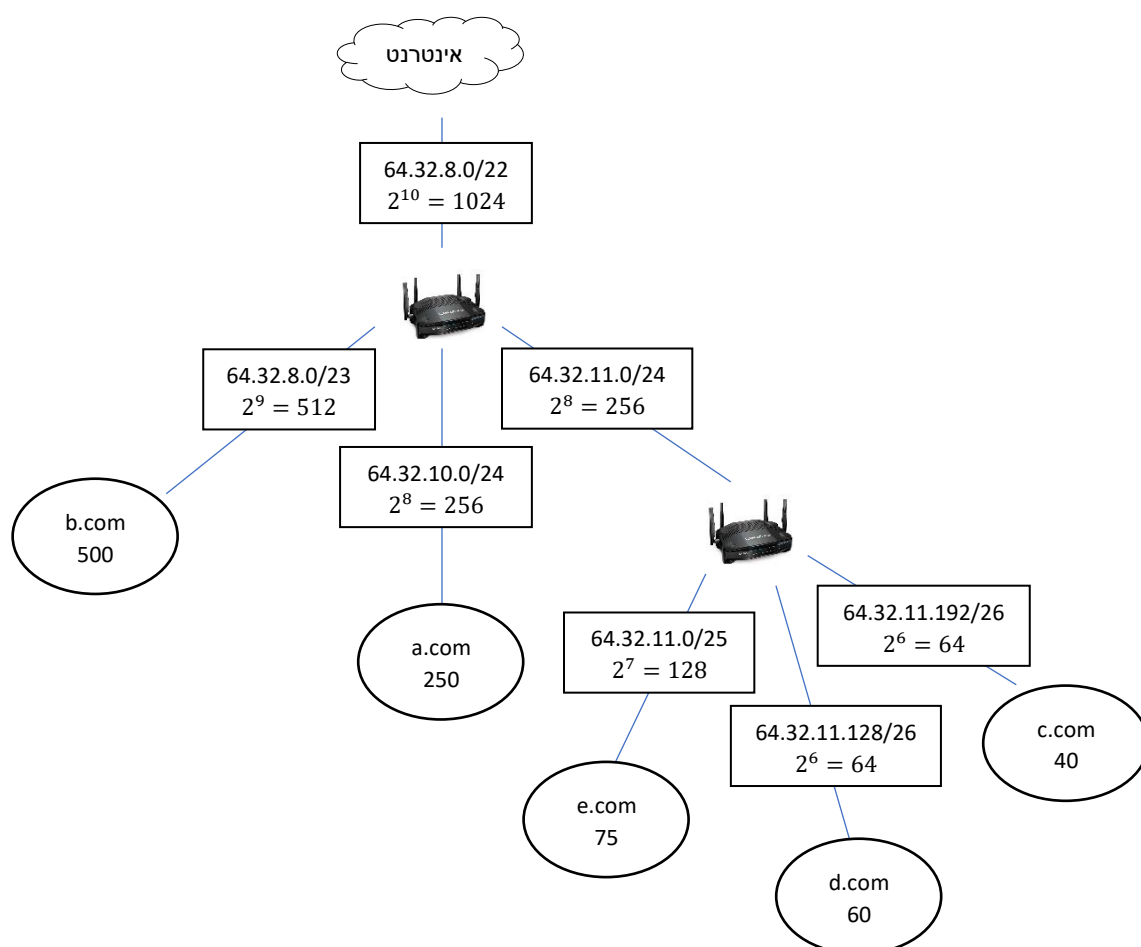 אינטרנט
64.32.8.0/22
2^{10} = 1024
64.32.8.0/23
2^9 = 512
64.32.11.0/24
2^8 = 256
64.32.10.0/24
2^8 = 256
b.com
500
a.com
250
64.32.11.0/25
2^7 = 128
64.32.11.192/26
2^6 = 64
64.32.11.128/26
2^6 = 64
c.com
40
e.com
75
d.com
60